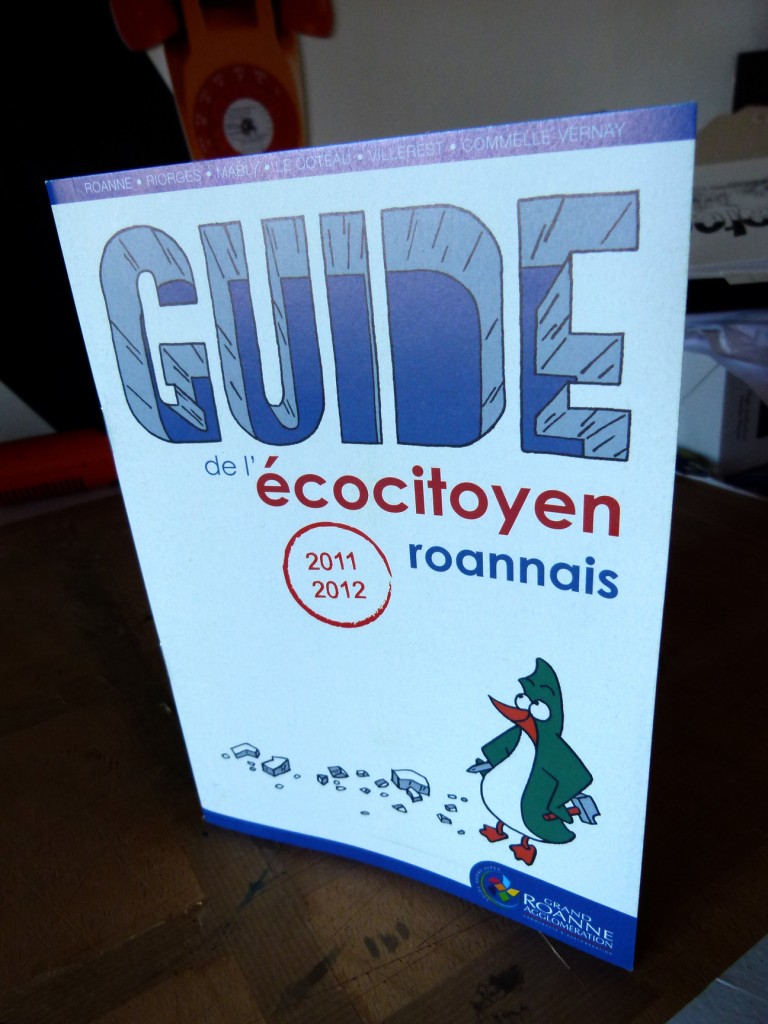 ROANNE • RIORGES • MABLY • LE COTEAU • VILLEREST • COMMELLE-VERNAY
GUIDE
de l'écocitoyen
roannais
2011
2012
GRAND
ROANNE
AGGLOMÉRATION